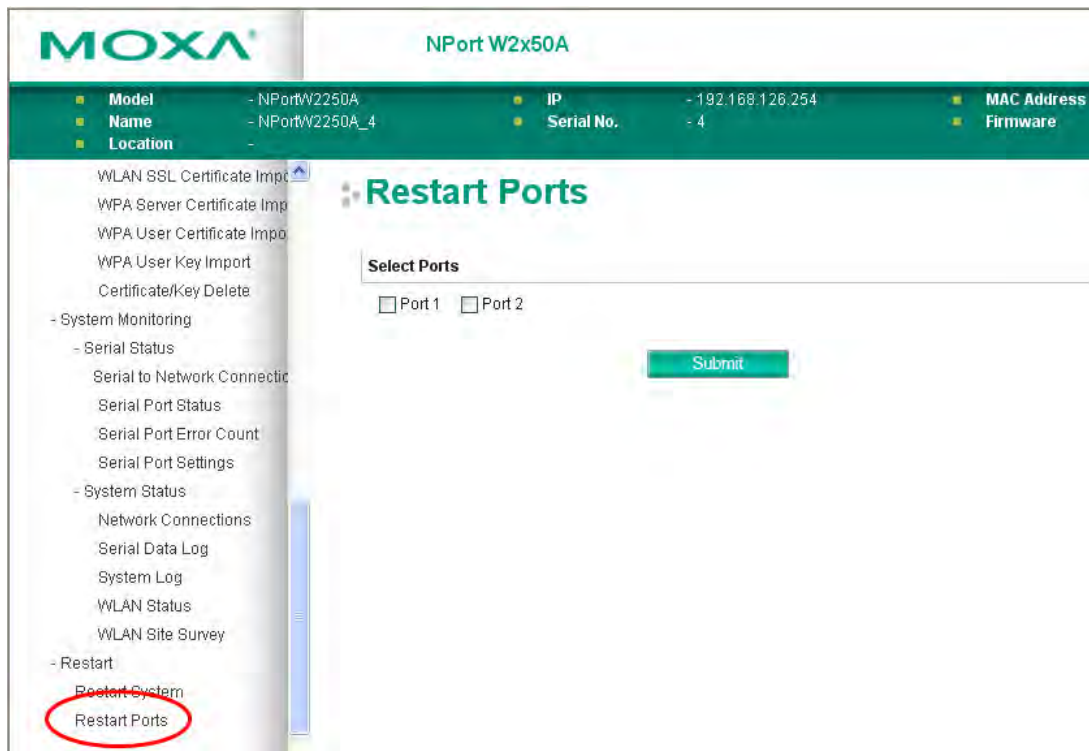 MOXA
NPort W2x50A
Model - NPortW2250A IP - 192.168.126.254 MAC Address
Name - NPortW2250A_4 Serial No. - 4 Firmware
Location -
WLAN SSL Certificate Impo
WPA Server Certificate Imp
WPA User Certificate Impo
WPA User Key Import
Certificate/Key Delete
- System Monitoring
- Serial Status
Serial to Network Connectio
Serial Port Status
Serial Port Error Count
Serial Port Settings
- System Status
Network Connections
Serial Data Log
System Log
WLAN Status
WLAN Site Survey
- Restart
Restart System
Restart Ports
Restart Ports
Select Ports
Port 1 Port 2
Submit